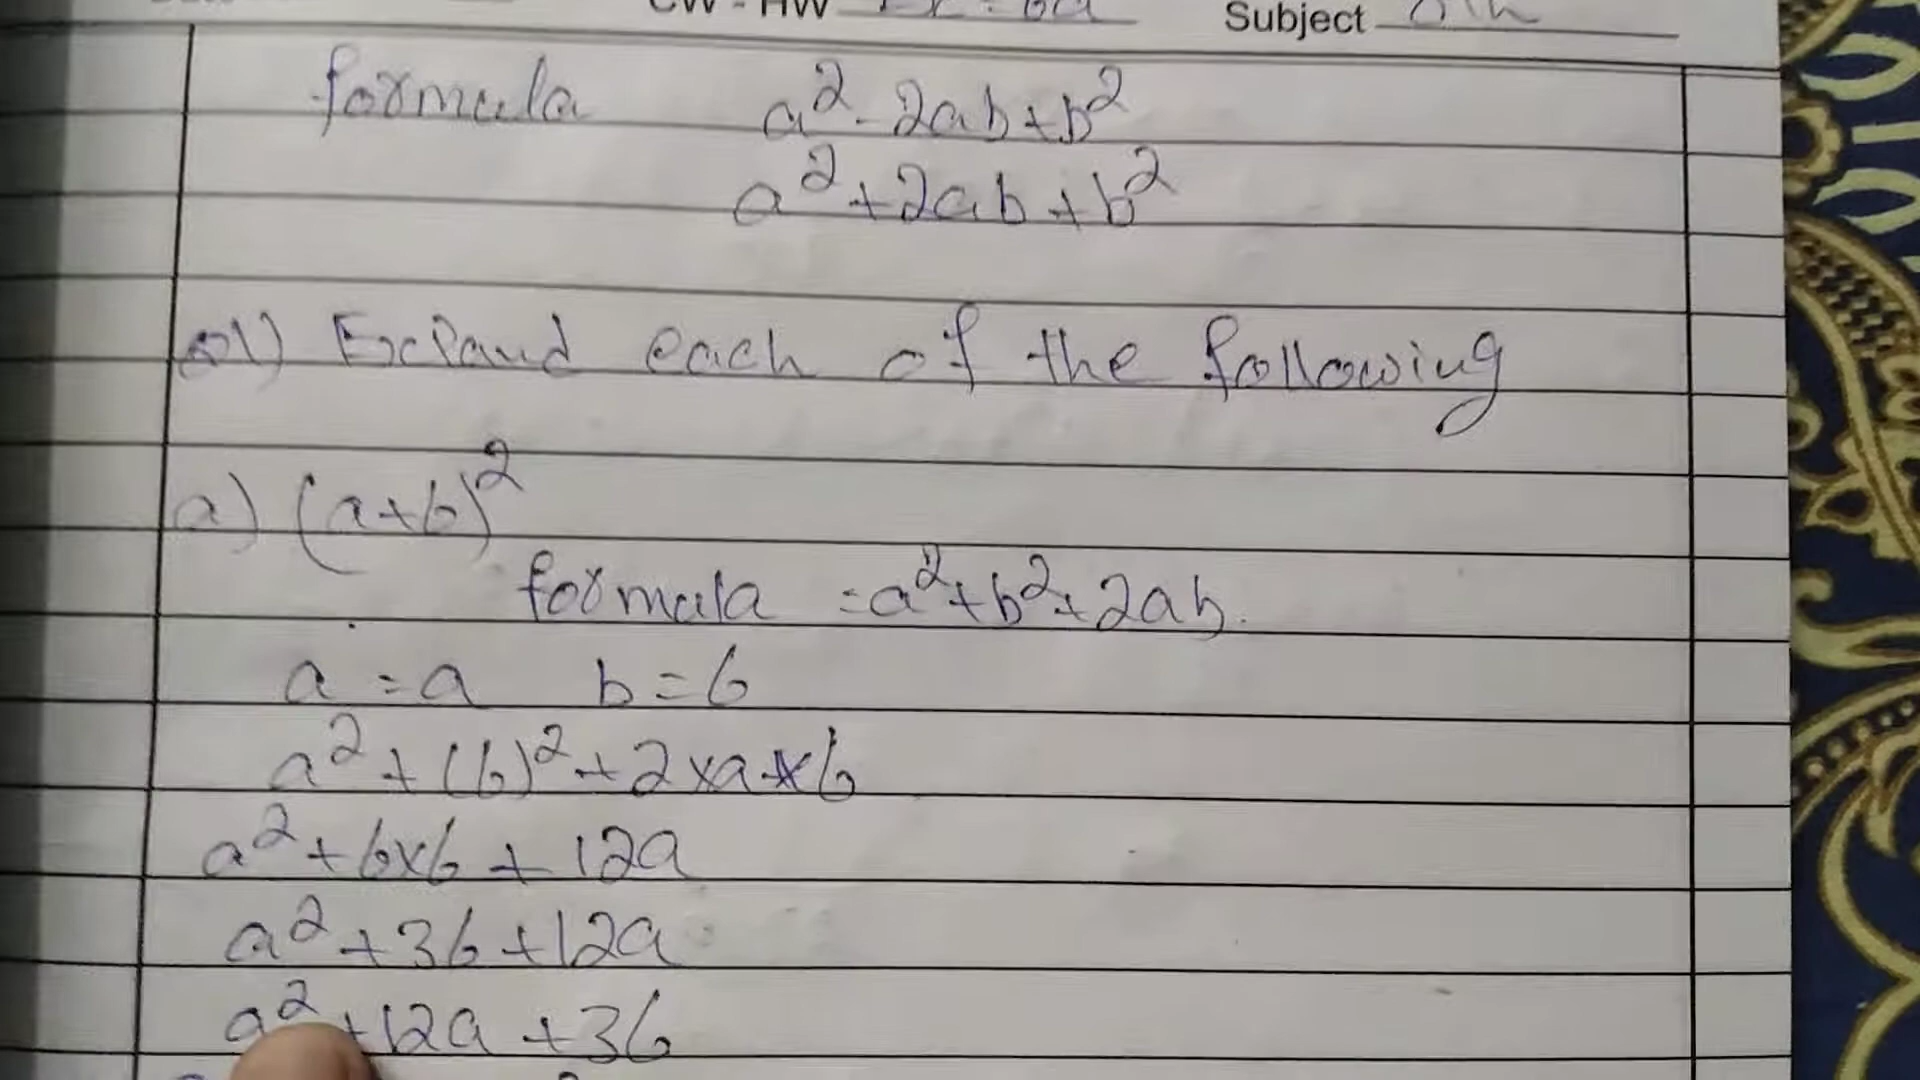 CW - HW Subject
formula a² - 2ab + b²
a² + 2ab + b²
Q1) Expand each of the following
a) (a+6)²
formula = a² + b² + 2ab.
a = a b = 6
a² + (6)² + 2 × a × 6
a² + 6×6 + 12a
a² + 36 + 12a
a² + 12a + 36